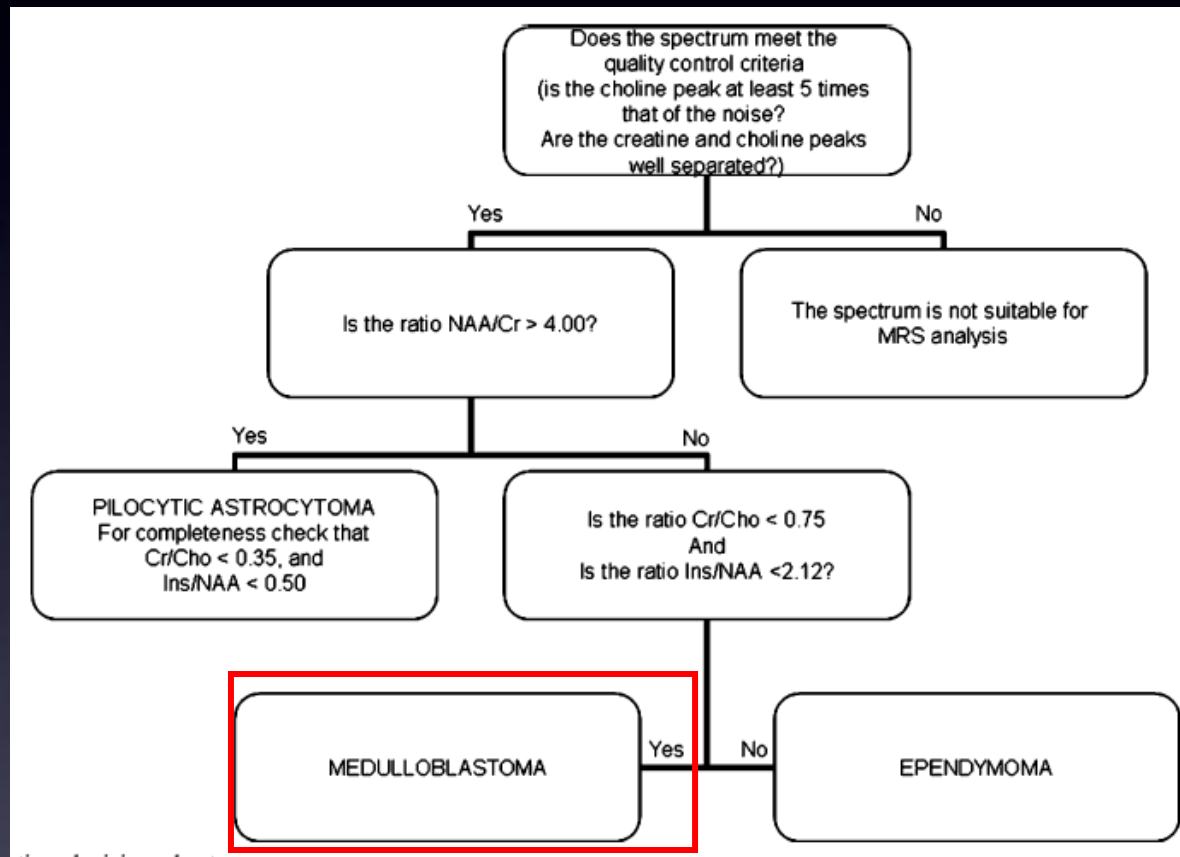 Does the spectrum meet the
quality control criteria
(is the choline peak at least 5 times
that of the noise?
Are the creatine and choline peaks
well separated?)
Yes
No
Is the ratio NAA/Cr > 4.00?
The spectrum is not suitable for
MRS analysis
Yes
No
PILOCYTIC ASTROCYTOMA
For completeness check that
Cr/Cho < 0.35, and
Ins/NAA < 0.50
Is the ratio Cr/Cho < 0.75
And
Is the ratio Ins/NAA <2.12?
MEDULLOBLASTOMA
Yes
No
EPENDYMOMA